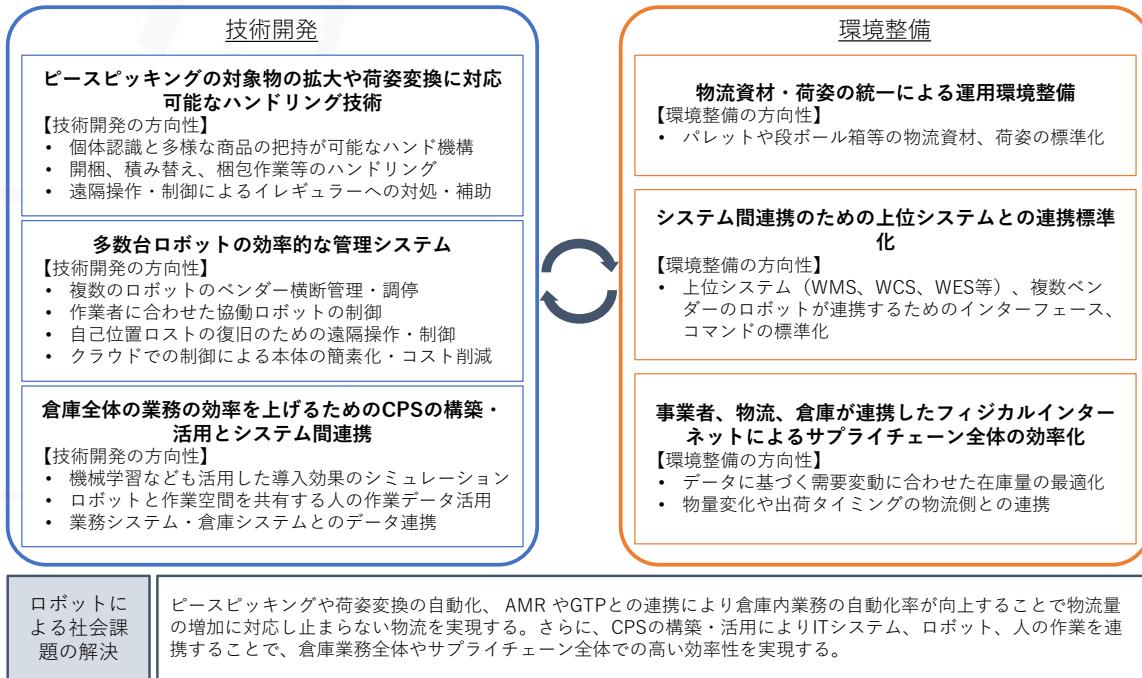 技術開発
ピースピッキングの対象物の拡大や荷姿変換に対応
可能なハンドリング技術
【技術開発の方向性】
• 個体認識と多様な商品の把持が可能なハンド機構
• 開梱、積み替え、梱包作業等のハンドリング
• 遠隔操作・制御によるイレギュラーへの対処・補助
多数台ロボットの効率的な管理システム
【技術開発の方向性】
• 複数のロボットのベンダー横断管理・調停
• 作業者に合わせた協働ロボットの制御
• 自己位置ロストの復旧のための遠隔操作・制御
• クラウドでの制御による本体の簡素化・コスト削減
倉庫全体の業務の効率を上げるためのCPSの構築・
活用とシステム間連携
【技術開発の方向性】
• 機械学習なども活用した導入効果のシミュレーション
• ロボットと作業空間を共有する人の作業データ活用
• 業務システム・倉庫システムとのデータ連携
環境整備
物流資材・荷姿の統一による運用環境整備
【環境整備の方向性】
• パレットや段ボール箱等の物流資材、荷姿の標準化
システム間連携のための上位システムとの連携標準
化
【環境整備の方向性】
• 上位システム（WMS、WCS、WES等）、複数ベン
ダーのロボットが連携するためのインターフェース、
コマンドの標準化
事業者、物流、倉庫が連携したフィジカルインター
ネットによるサプライチェーン全体の効率化
【環境整備の方向性】
• データに基づく需要変動に合わせた在庫量の最適化
• 物量変化や出荷タイミングの物流側との連携
ロボットに
よる社会課
題の解決
ピースピッキングや荷姿変換の自動化、 AMR やGTPとの連携により倉庫内業務の自動化率が向上することで物流量
の増加に対応し止まらない物流を実現する。さらに、CPSの構築・活用によりITシステム、ロボット、人の作業を連
携することで、倉庫業務全体やサプライチェーン全体での高い効率性を実現する。